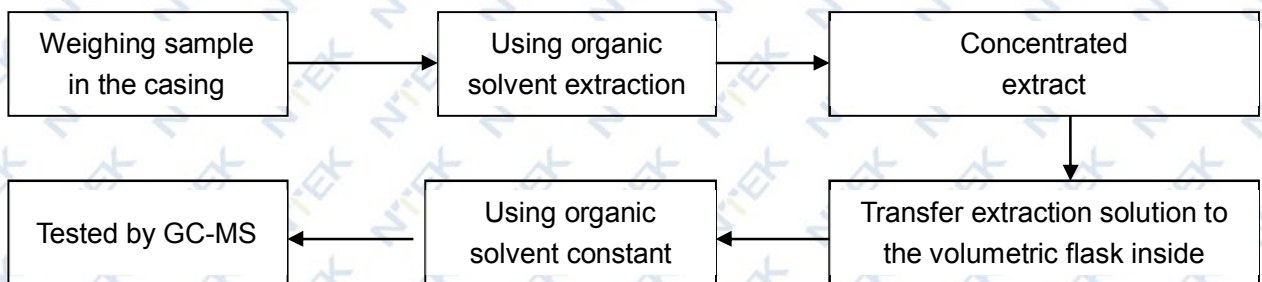 Weighing sample
in the casing
Using organic
solvent extraction
Concentrated
extract
Transfer extraction solution to
the volumetric flask inside
Using organic
solvent constant
Tested by GC-MS
NTEK